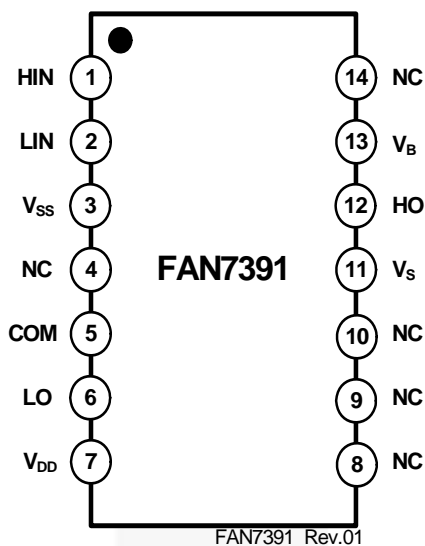 HIN 1 14 NC
LIN 2 13 VB
VSS 3 12 HO
NC 4 FAN7391 11 VS
COM 5 10 NC
LO 6 9 NC
VDD 7 8 NC
FAN7391 Rev.01